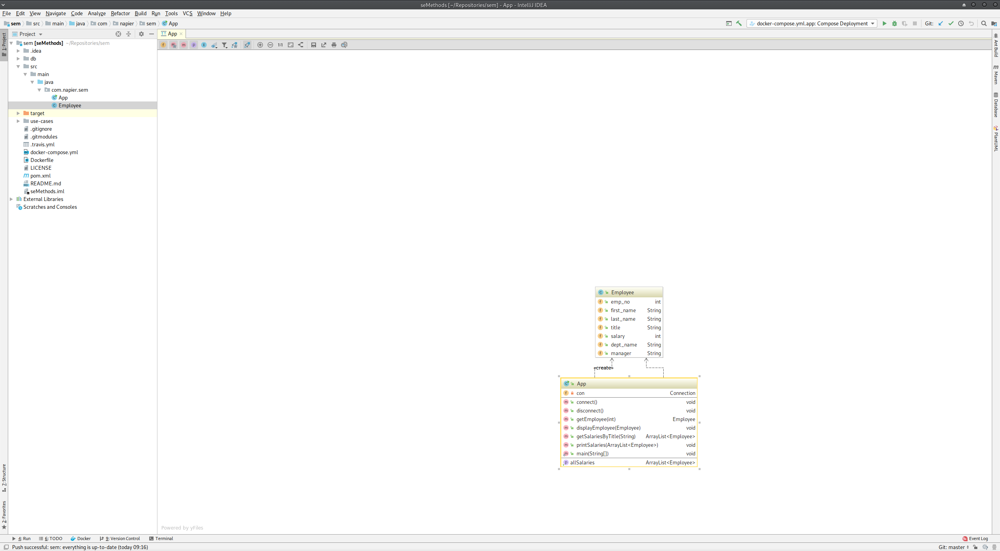 seMethods [~/Repositories/sem] - App - IntelliJ IDEA
File Edit View Navigate Code Analyze Refactor Build Run Tools VCS Window Help
sem src main java com napier sem App
docker-compose.yml.app: Compose Deployment
Git:
1: Project
Project
sem [seMethods] ~/Repositories/sem
.idea
db
src
main
java
com.napier.sem
App
Employee
target
use-cases
.gitignore
.gitmodules
.travis.yml
docker-compose.yml
Dockerfile
LICENSE
pom.xml
README.md
seMethods.iml
External Libraries
Scratches and Consoles
7: Structure
2: Favorites
App
1:1
Employee
emp_no int
first_name String
last_name String
title String
salary int
dept_name String
manager String
«create»
App
con Connection
connect() void
disconnect() void
getEmployee(int) Employee
displayEmployee(Employee) void
getSalariesByTitle(String) ArrayList<Employee>
printSalaries(ArrayList<Employee>) void
main(String[]) void
allSalaries ArrayList<Employee>
Powered by yFiles
Ant Build
Maven
Database
PlantUML
4: Run 6: TODO Docker 9: Version Control Terminal
9+ Event Log
Push successful: sem: everything is up-to-date (today 09:16)
Git: master